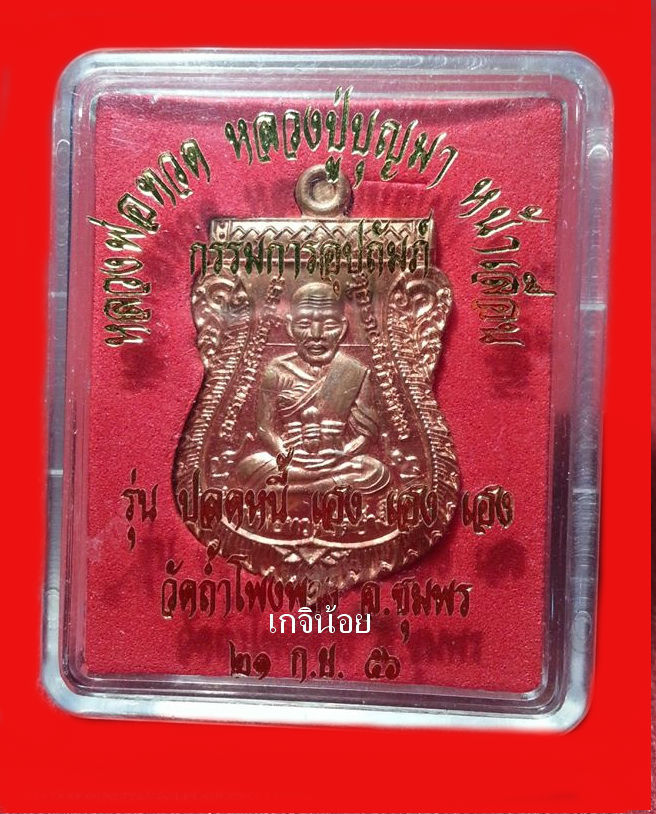 หลวงพ่อทวด หลวงปู่บุญมา หน้าเลื่อน
กรรมการอุปถัมภ์
รุ่น ปลดหนี้ เฮง เฮง เฮง
วัดถ้ำโพงพาง จ.ชุมพร
เกจิน้อย
๒๑ ก.ย. ๕๖